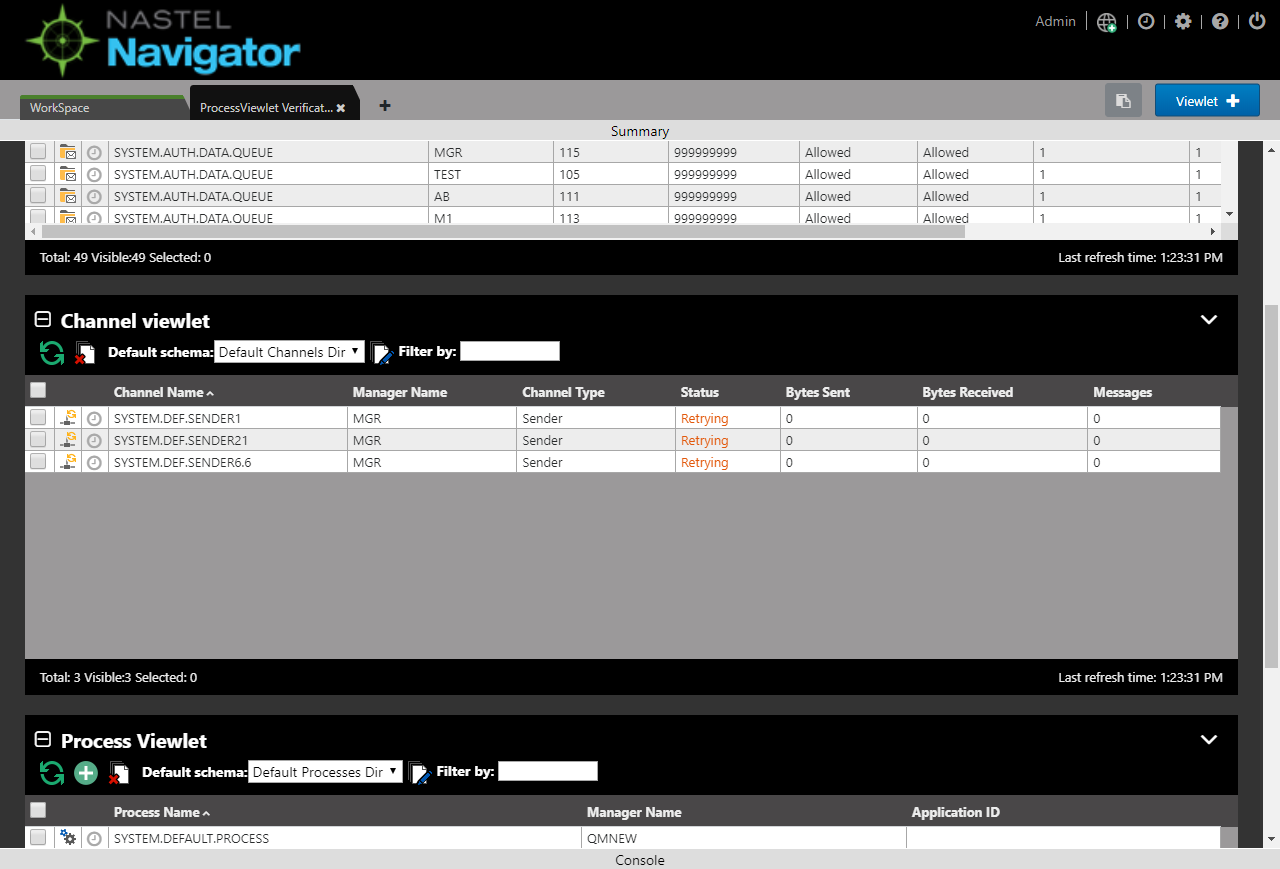 NASTEL
Navigator
Admin
WorkSpace
ProcessViewlet Verificat...
Viewlet
Summary
SYSTEM.AUTH.DATA.QUEUE MGR 115 999999999 Allowed Allowed 1 1
SYSTEM.AUTH.DATA.QUEUE TEST 105 999999999 Allowed Allowed 1 1
SYSTEM.AUTH.DATA.QUEUE AB 111 999999999 Allowed Allowed 1 1
SYSTEM.AUTH.DATA.QUEUE M1 113 999999999 Allowed Allowed 1 1
Total: 49 Visible:49 Selected: 0 Last refresh time: 1:23:31 PM
Channel viewlet
Default schema: Default Channels Dir Filter by:
Channel Name Manager Name Channel Type Status Bytes Sent Bytes Received Messages
SYSTEM.DEF.SENDER1 MGR Sender Retrying 0 0 0
SYSTEM.DEF.SENDER21 MGR Sender Retrying 0 0 0
SYSTEM.DEF.SENDER6.6 MGR Sender Retrying 0 0 0
Total: 3 Visible:3 Selected: 0 Last refresh time: 1:23:31 PM
Process Viewlet
Default schema: Default Processes Dir Filter by:
Process Name Manager Name Application ID
SYSTEM.DEFAULT.PROCESS QMNEW
Console